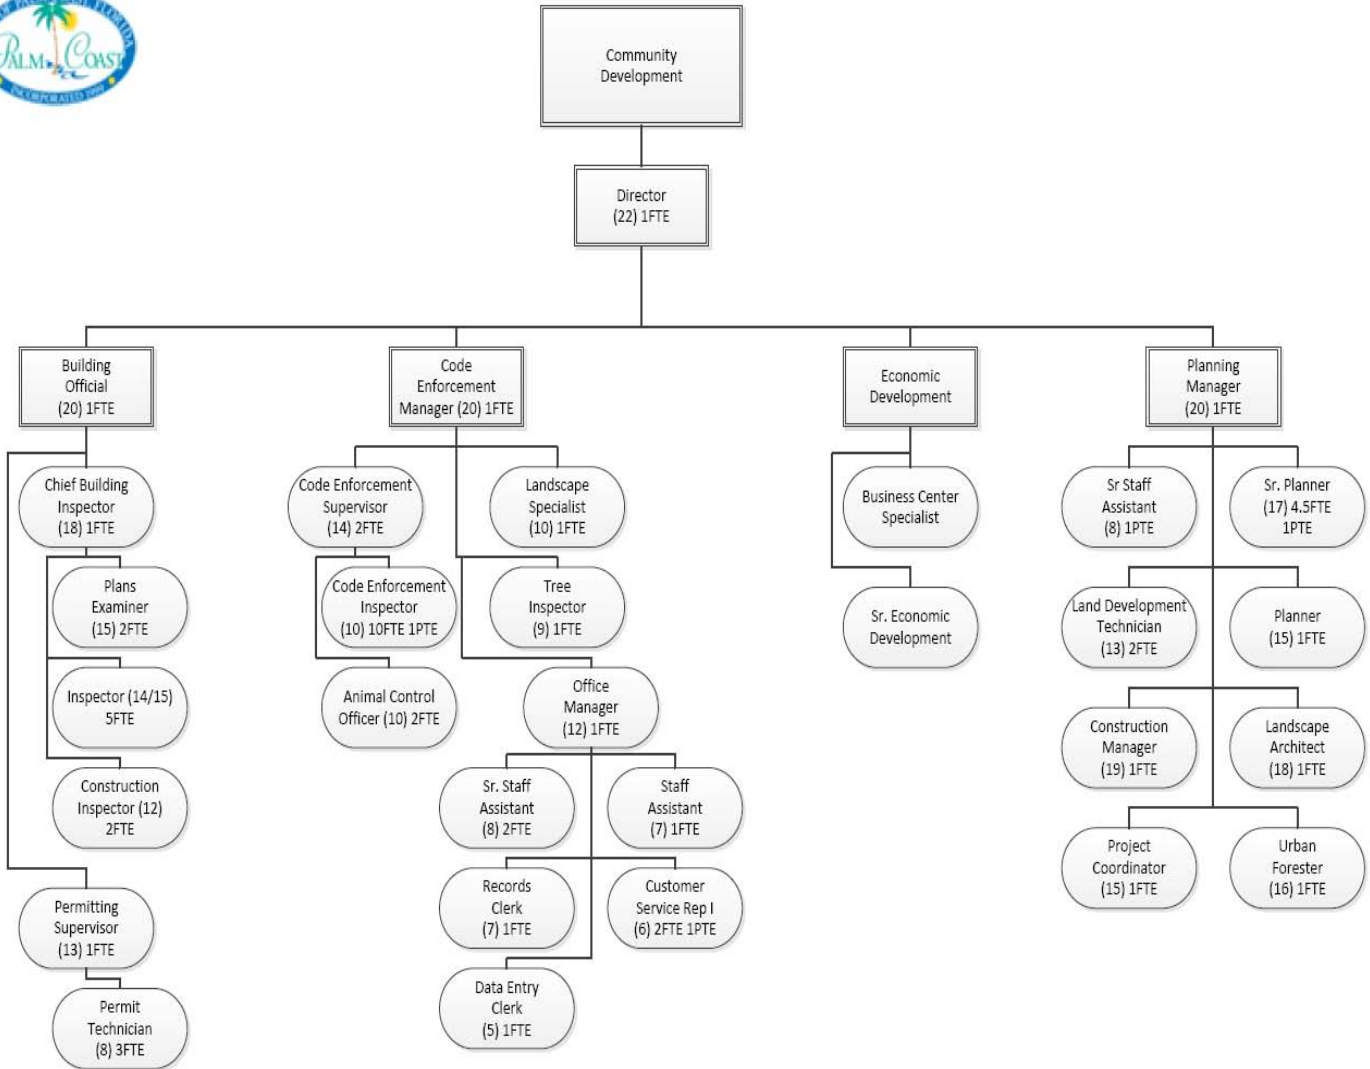 PALM COAST
INCORPORATED 1999
Community
Development
Director
(22) 1FTE
Building
Official
(20) 1FTE
Code
Enforcement
Manager (20) 1FTE
Economic
Development
Planning
Manager
(20) 1FTE
Chief Building
Inspector
(18) 1FTE
Plans
Examiner
(15) 2FTE
Inspector (14/15)
5FTE
Construction
Inspector (12)
2FTE
Permitting
Supervisor
(13) 1FTE
Permit
Technician
(8) 3FTE
Code Enforcement
Supervisor
(14) 2FTE
Landscape
Specialist
(10) 1FTE
Code Enforcement
Inspector
(10) 10FTE 1PTE
Tree
Inspector
(9) 1FTE
Animal Control
Officer (10) 2FTE
Office
Manager
(12) 1FTE
Sr. Staff
Assistant
(8) 2FTE
Staff
Assistant
(7) 1FTE
Records
Clerk
(7) 1FTE
Customer
Service Rep I
(6) 2FTE 1PTE
Data Entry
Clerk
(5) 1FTE
Business Center
Specialist
Sr. Economic
Development
Sr Staff
Assistant
(8) 1PTE
Sr. Planner
(17) 4.5FTE
1PTE
Land Development
Technician
(13) 2FTE
Planner
(15) 1FTE
Construction
Manager
(19) 1FTE
Landscape
Architect
(18) 1FTE
Project
Coordinator
(15) 1FTE
Urban
Forester
(16) 1FTE